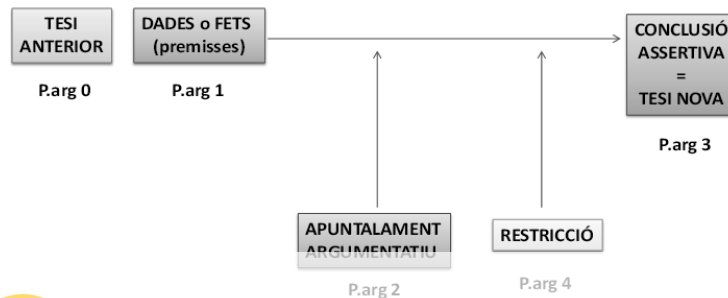 TESI
ANTERIOR
P.arg 0
DADES o FETS
(premisses)
P.arg 1
CONCLUSIÓ
ASSERTIVA
=
TESI NOVA
P.arg 3
APUNTALAMENT
ARGUMENTATIU
P.arg 2
RESTRICCIÓ
P.arg 4